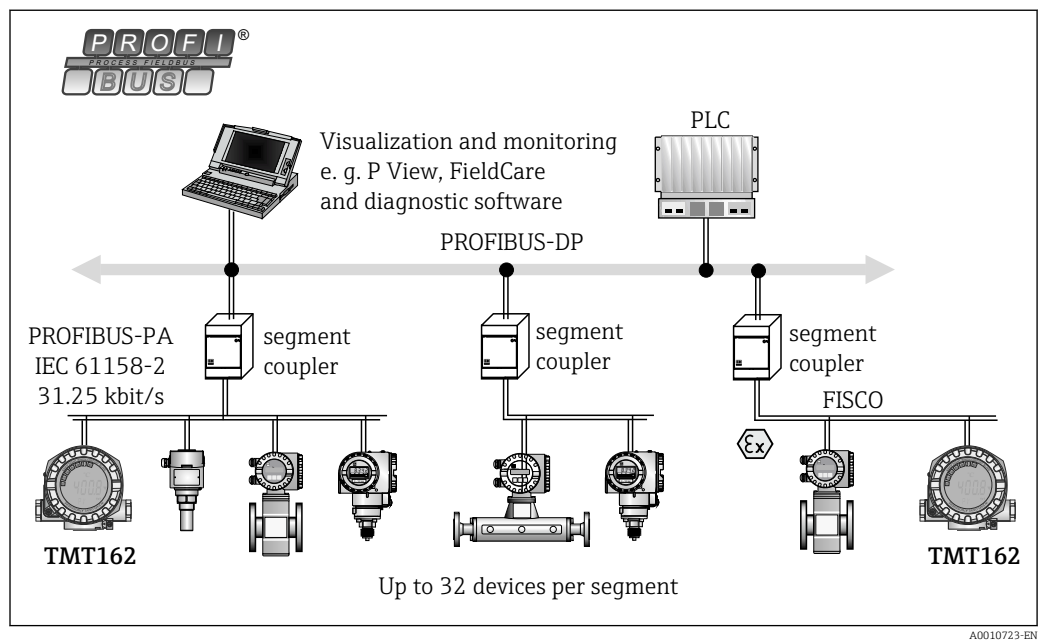 PROFI®
PROCESS FIELDBUS
BUS
Visualization and monitoring
e. g. P View, FieldCare
and diagnostic software
PLC
PROFIBUS-DP
PROFIBUS-PA
IEC 61158-2
31.25 kbit/s
segment
coupler
segment
coupler
segment
coupler
FISCO
εx
TMT162
TMT162
Up to 32 devices per segment
A0010723-EN